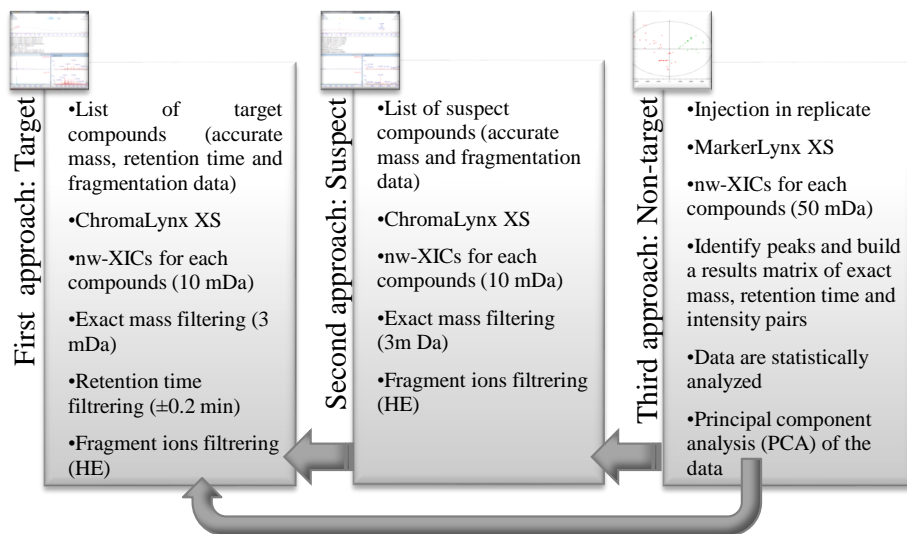 First approach: Target
•List of target
compounds (accurate
mass, retention time and
fragmentation data)
•ChromaLynx XS
•nw-XICs for each
compounds (10 mDa)
•Exact mass filtering (3
mDa)
•Retention time
filtrering (±0.2 min)
•Fragment ions filtrering
(HE)
Second approach: Suspect
•List of suspect
compounds (accurate
mass and fragmentation
data)
•ChromaLynx XS
•nw-XICs for each
compounds (10 mDa)
•Exact mass filtering
(3m Da)
•Fragment ions filtrering
(HE)
Third approach: Non-target
•Injection in replicate
•MarkerLynx XS
•nw-XICs for each
compounds (50 mDa)
•Identify peaks and build
a results matrix of exact
mass, retention time and
intensity pairs
•Data are statistically
analyzed
•Principal component
analysis (PCA) of the
data